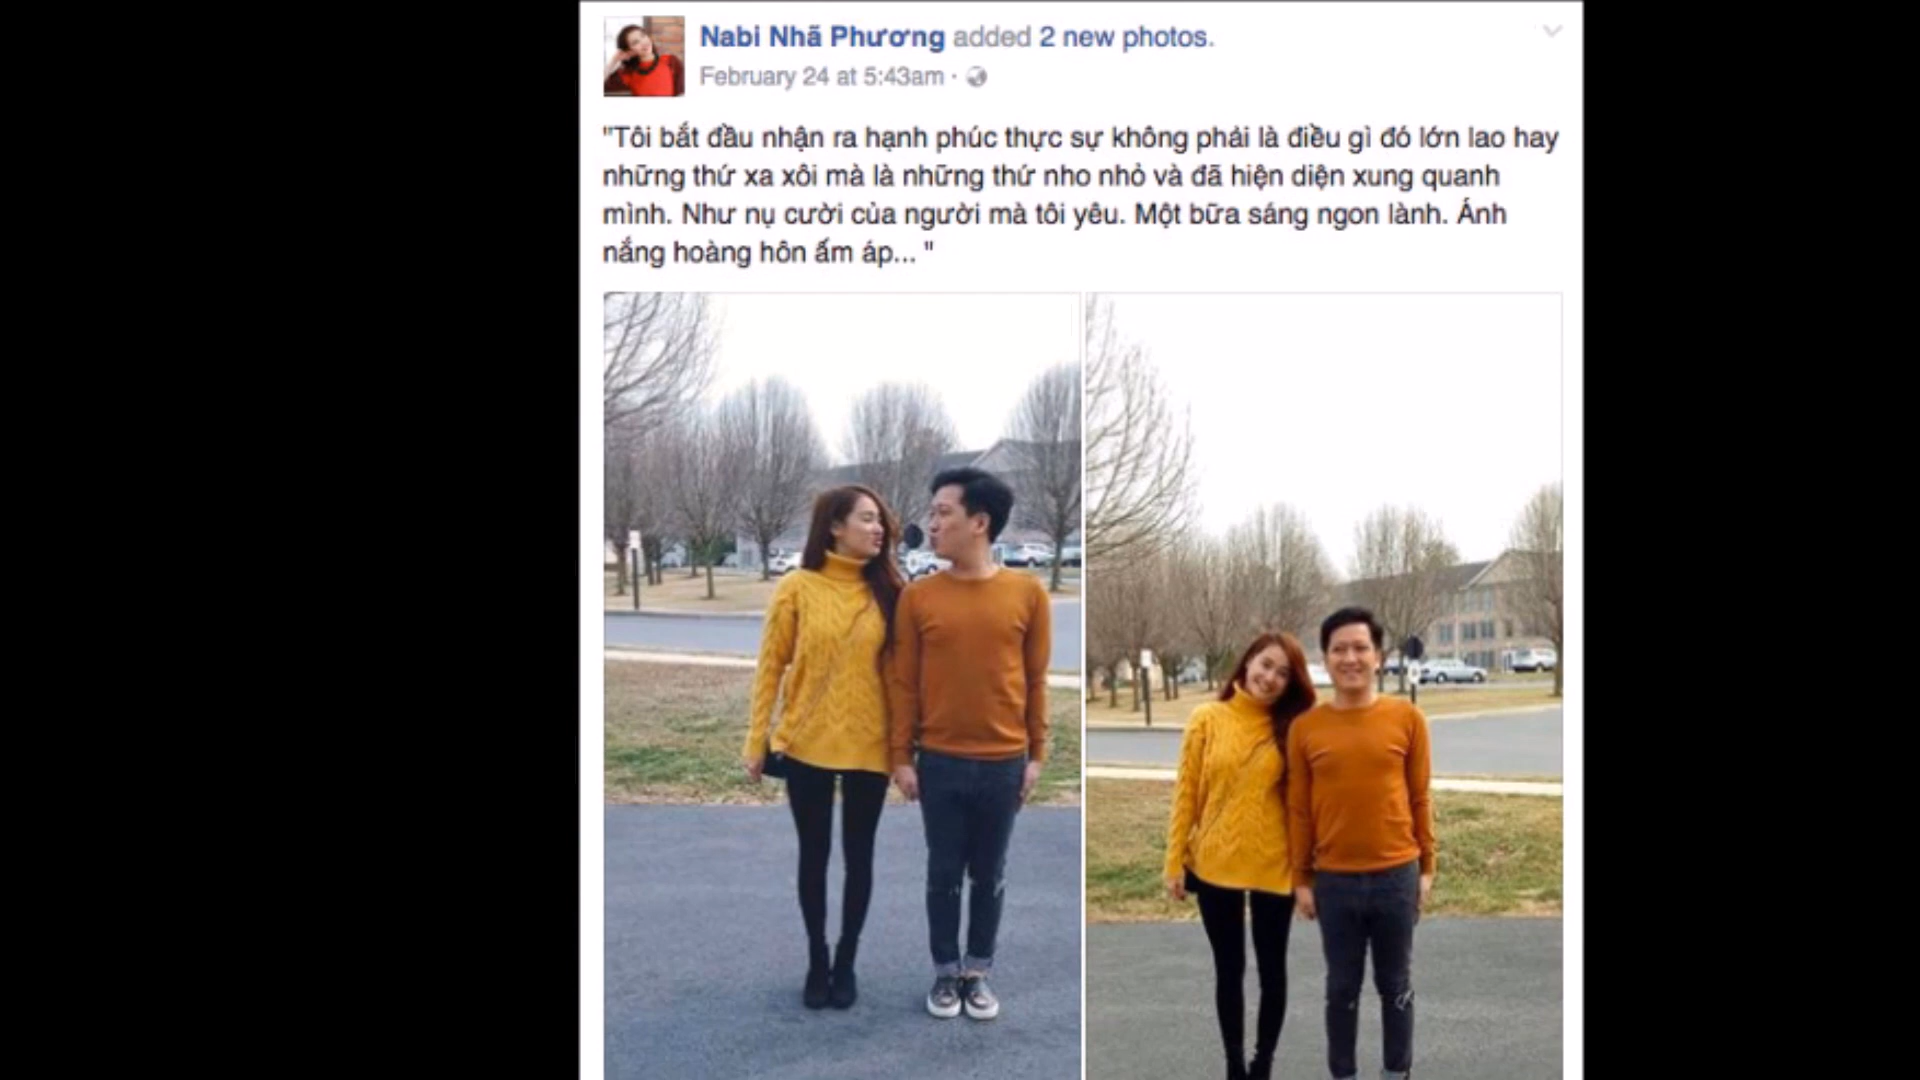 Nabi Nhã Phương added 2 new photos.
February 24 at 5:43am ·
"Tôi bắt đầu nhận ra hạnh phúc thực sự không phải là điều gì đó lớn lao hay
những thứ xa xôi mà là những thứ nho nhỏ và đã hiện diện xung quanh
mình. Như nụ cười của người mà tôi yêu. Một bữa sáng ngon lành. Ánh
nắng hoàng hôn ấm áp... "